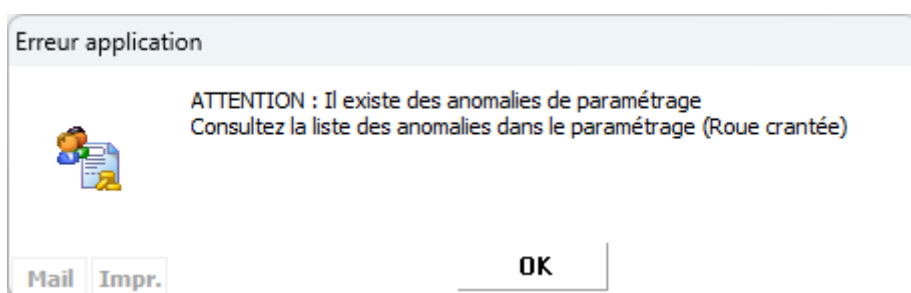 Erreur application
ATTENTION : Il existe des anomalies de paramétrage
Consultez la liste des anomalies dans le paramétrage (Roue crantée)
OK
Mail Impr.